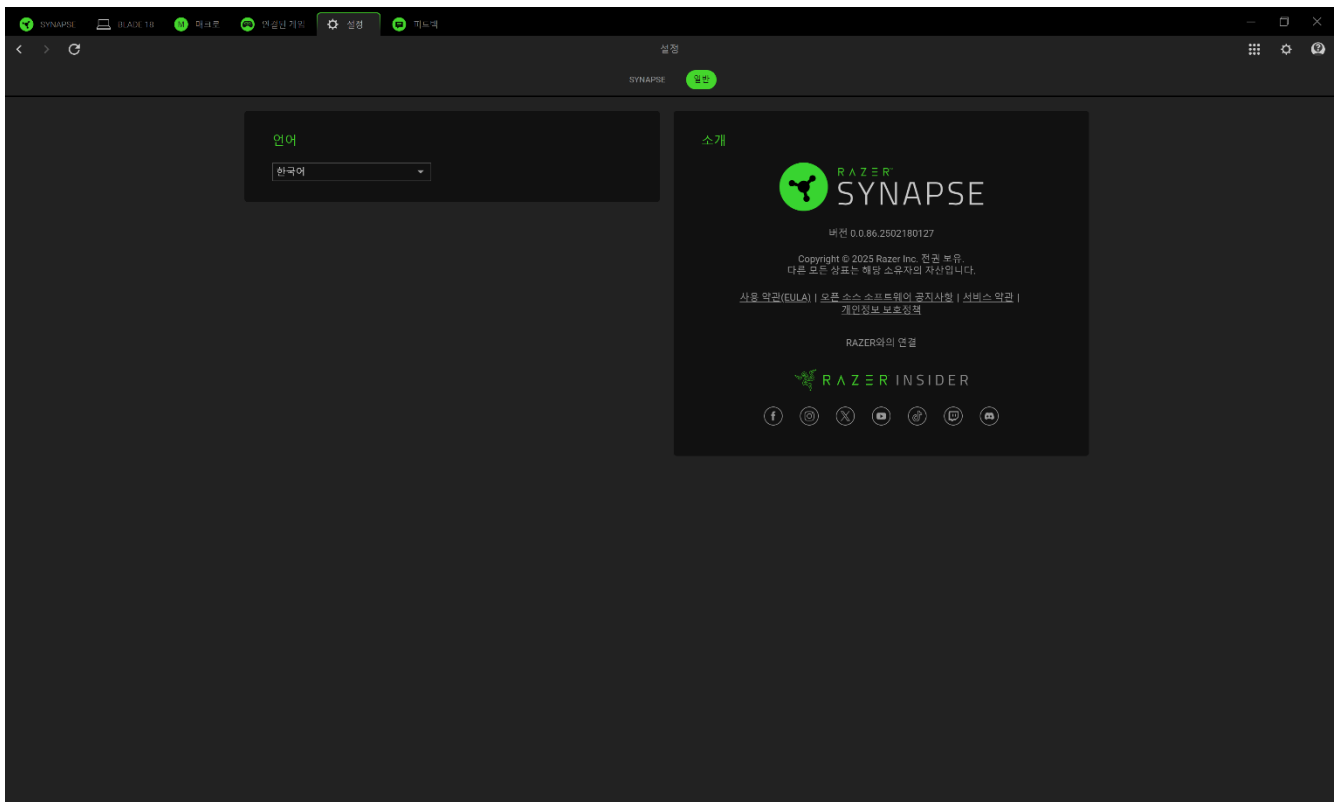 SYNAPSE BLADE 18 M 매크로 연결된 게임 설정 피드백
설정
SYNAPSE 일반
언어
한국어
소개
RAZER™
SYNAPSE
버전 0.0.86.2502180127
Copyright © 2025 Razer Inc. 전권 보유.
다른 모든 상표는 해당 소유자의 자산입니다.
사용 약관(EULA) | 오픈 소스 소프트웨어 공지사항 | 서비스 약관 |
개인정보 보호정책
RAZER와의 연결
RAZER INSIDER